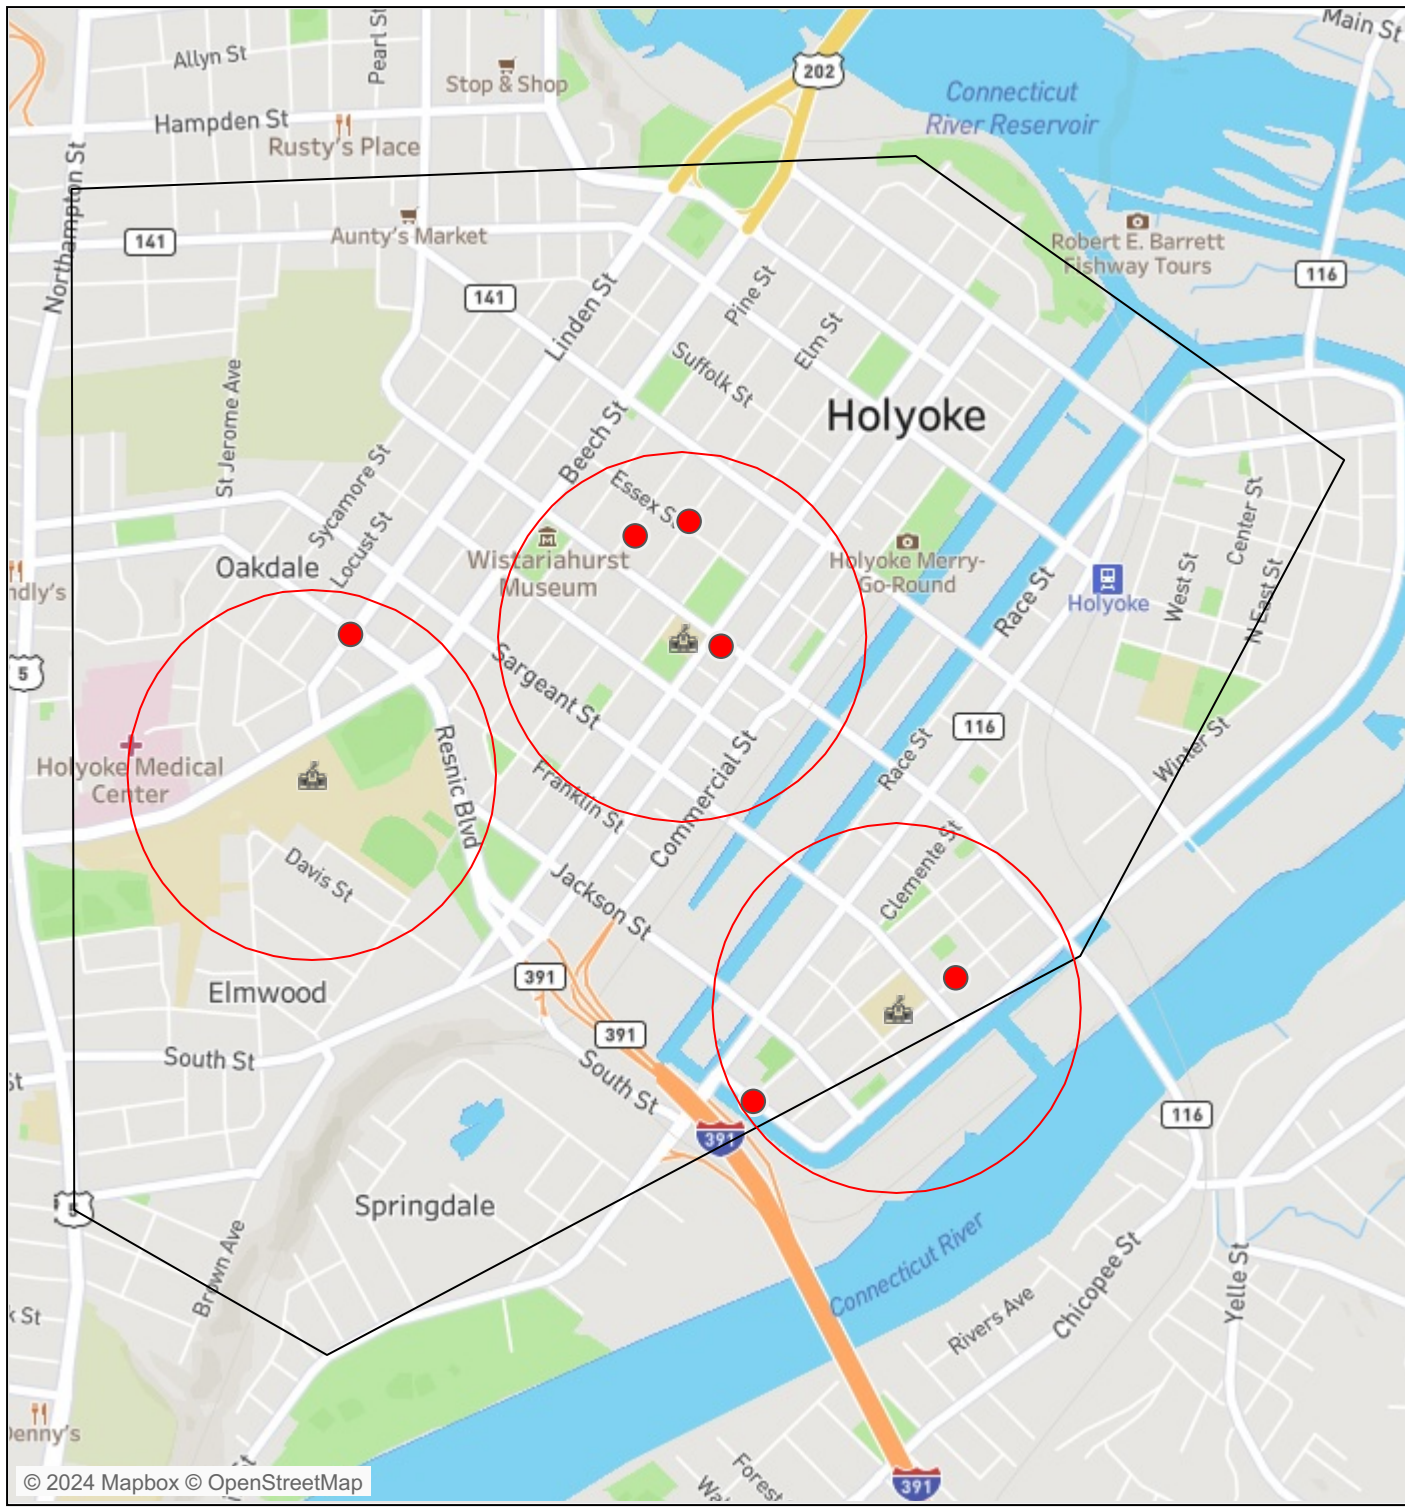 Main St
Allyn St
Pearl St
Stop & Shop
202
Connecticut
River Reservoir
Hampden St
Rusty's Place
Northampton St
141
Aunty's Market
Robert E. Barrett
Fishway Tours
116
141
Linden St
Pine St
Elm St
Suffolk St
St Jerome Ave
Holyoke
Beech St
Sycamore St
Essex St
Center St
Locust St
Oakdale
Wistariahurst
Museum
Holyoke Merry-
Go-Round
Race St
Holyoke
West St
N East St
ndly's
5
Sargeant St
116
Winter St
Resnic Blvd
Holyoke Medical
Center
Franklin St
Commercial St
Race St
Davis St
Jackson St
Clemente St
391
Elmwood
391
South St
South St
St
116
391
5
Springdale
Brown Ave
Connecticut River
Chicopee St
Yelle St
k St
Rivers Ave
Denny's
St
Forest
391
© 2024 Mapbox © OpenStreetMap